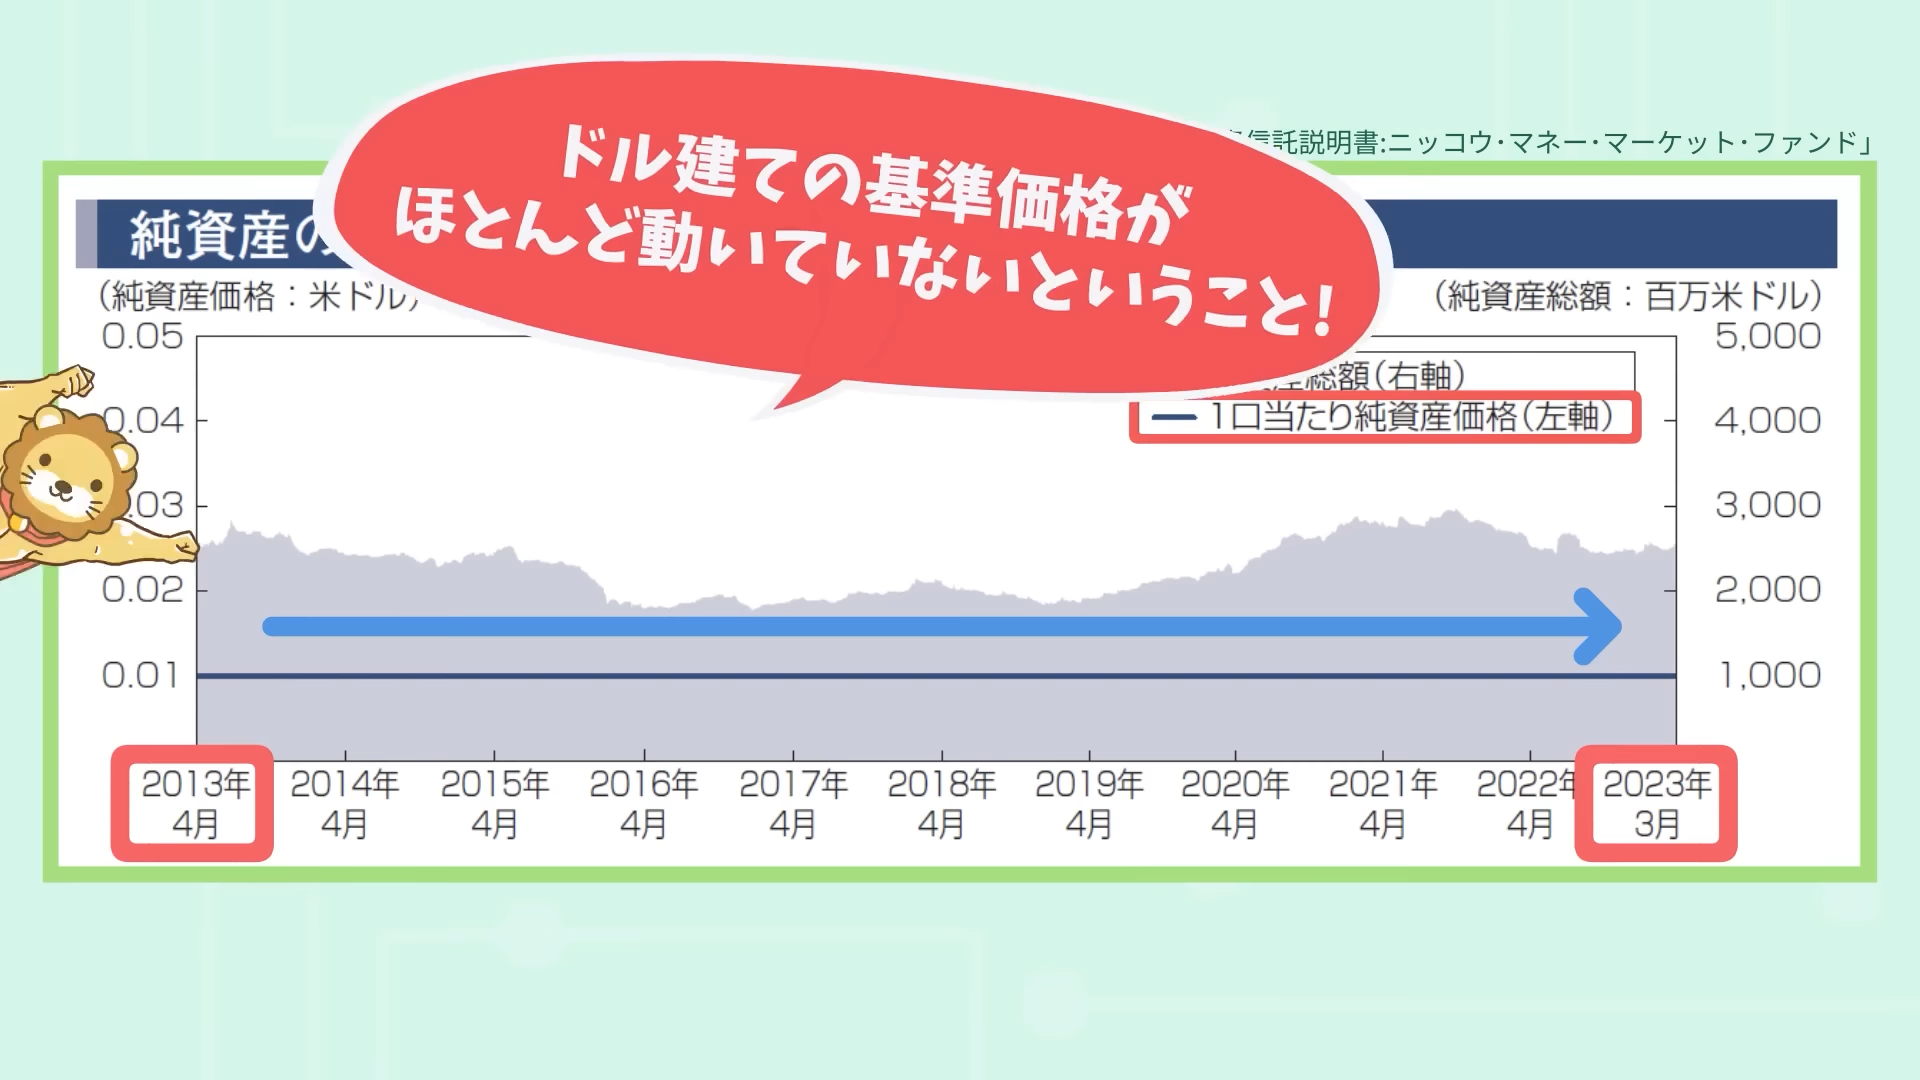 ドル建ての基準価格が
ほとんど動いていないということ!
信託説明書:ニッコウ・マネー・マーケット・ファンド」
純資産の
(純資産価格:米ドル)
(純資産総額:百万米ドル)
0.05
5,000
総額(右軸)
1口当たり純資産価格(左軸)
0.04
4,000
.03
3,000
0.02
2,000
0.01
1,000
2013年 2014年 2015年 2016年 2017年 2018年 2019年 2020年 2021年 2022年 2023年
4月 4月 4月 4月 4月 4月 4月 4月 4月 4月 3月